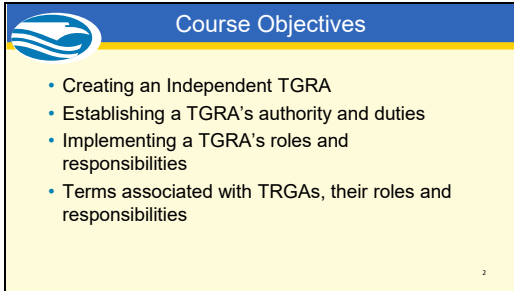 Course Objectives
• Creating an Independent TGRA
• Establishing a TGRA's authority and duties
• Implementing a TGRA's roles and
responsibilities
• Terms associated with TRGAs, their roles and
responsibilities
2